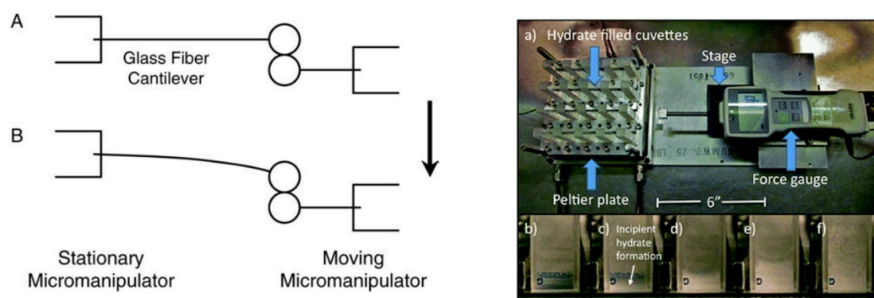 A
Glass Fiber
Cantilever
B
Stationary
Micromanipulator
Moving
Micromanipulator
a)
Hydrate filled cuvettes
Stage
Force gauge
Peltier plate
6”
b)
c)
Incipient
hydrate
formation
d)
e)
f)